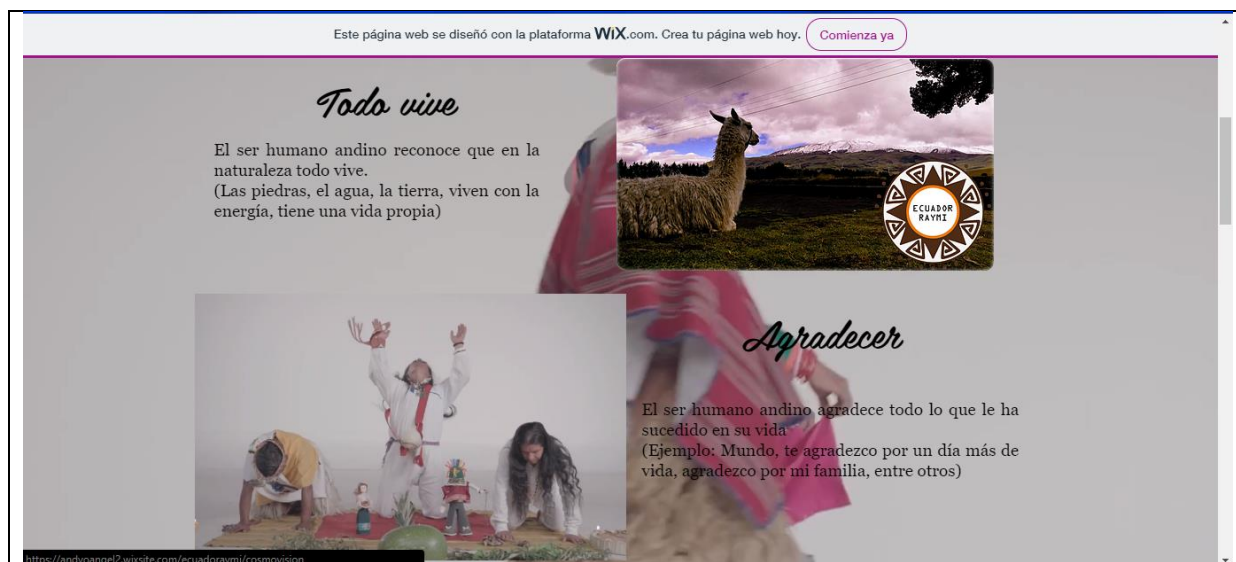 Este página web se diseñó con la plataforma WiX.com. Crea tu página web hoy. Comienza ya
Todo vive
El ser humano andino reconoce que en la
naturaleza todo vive.
(Las piedras, el agua, la tierra, viven con la
energía, tiene una vida propia)
ECUADOR
RAYMI
Agradecer
El ser humano andino agradece todo lo que le ha
sucedido en su vida
(Ejemplo: Mundo, te agradezco por un día más de
vida, agradezco por mi familia, entre otros)
https://andyoangel2.wixsite.com/ecuadoraymi/cosmovision